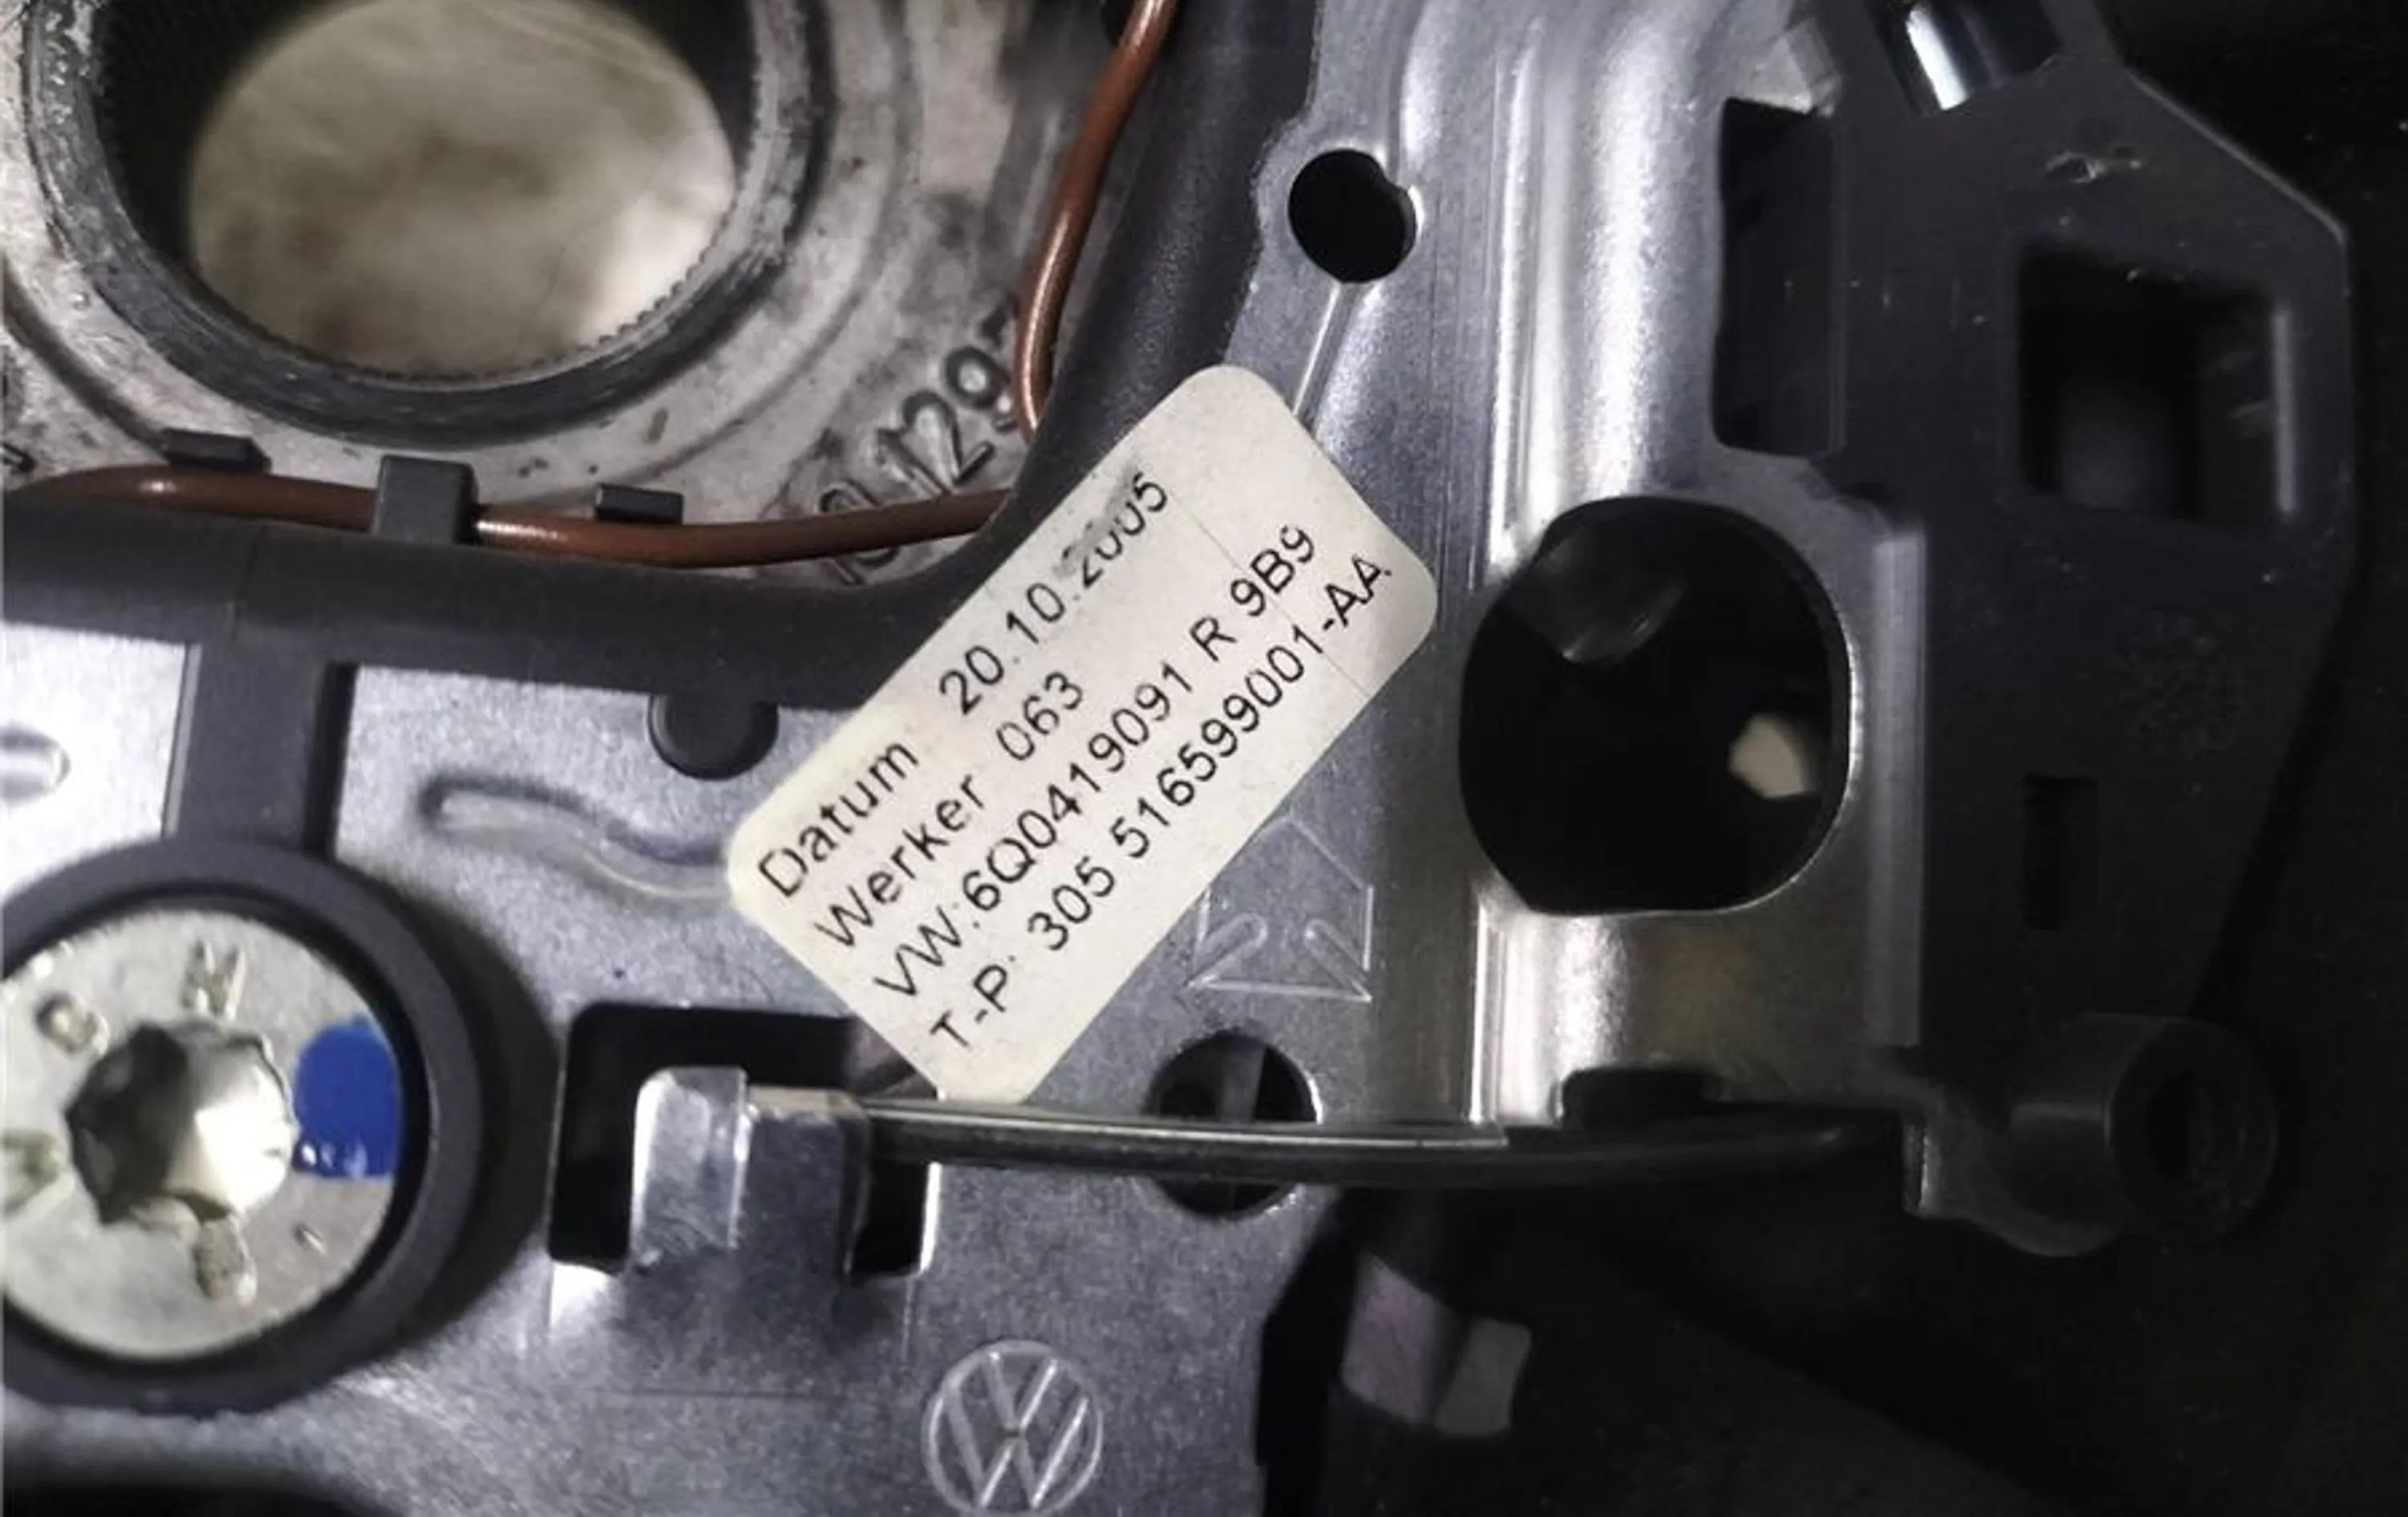 Datum 20.10.2005
Werker 063
VW:6Q0419091 R 9B9
T-P: 305 516599001-AA